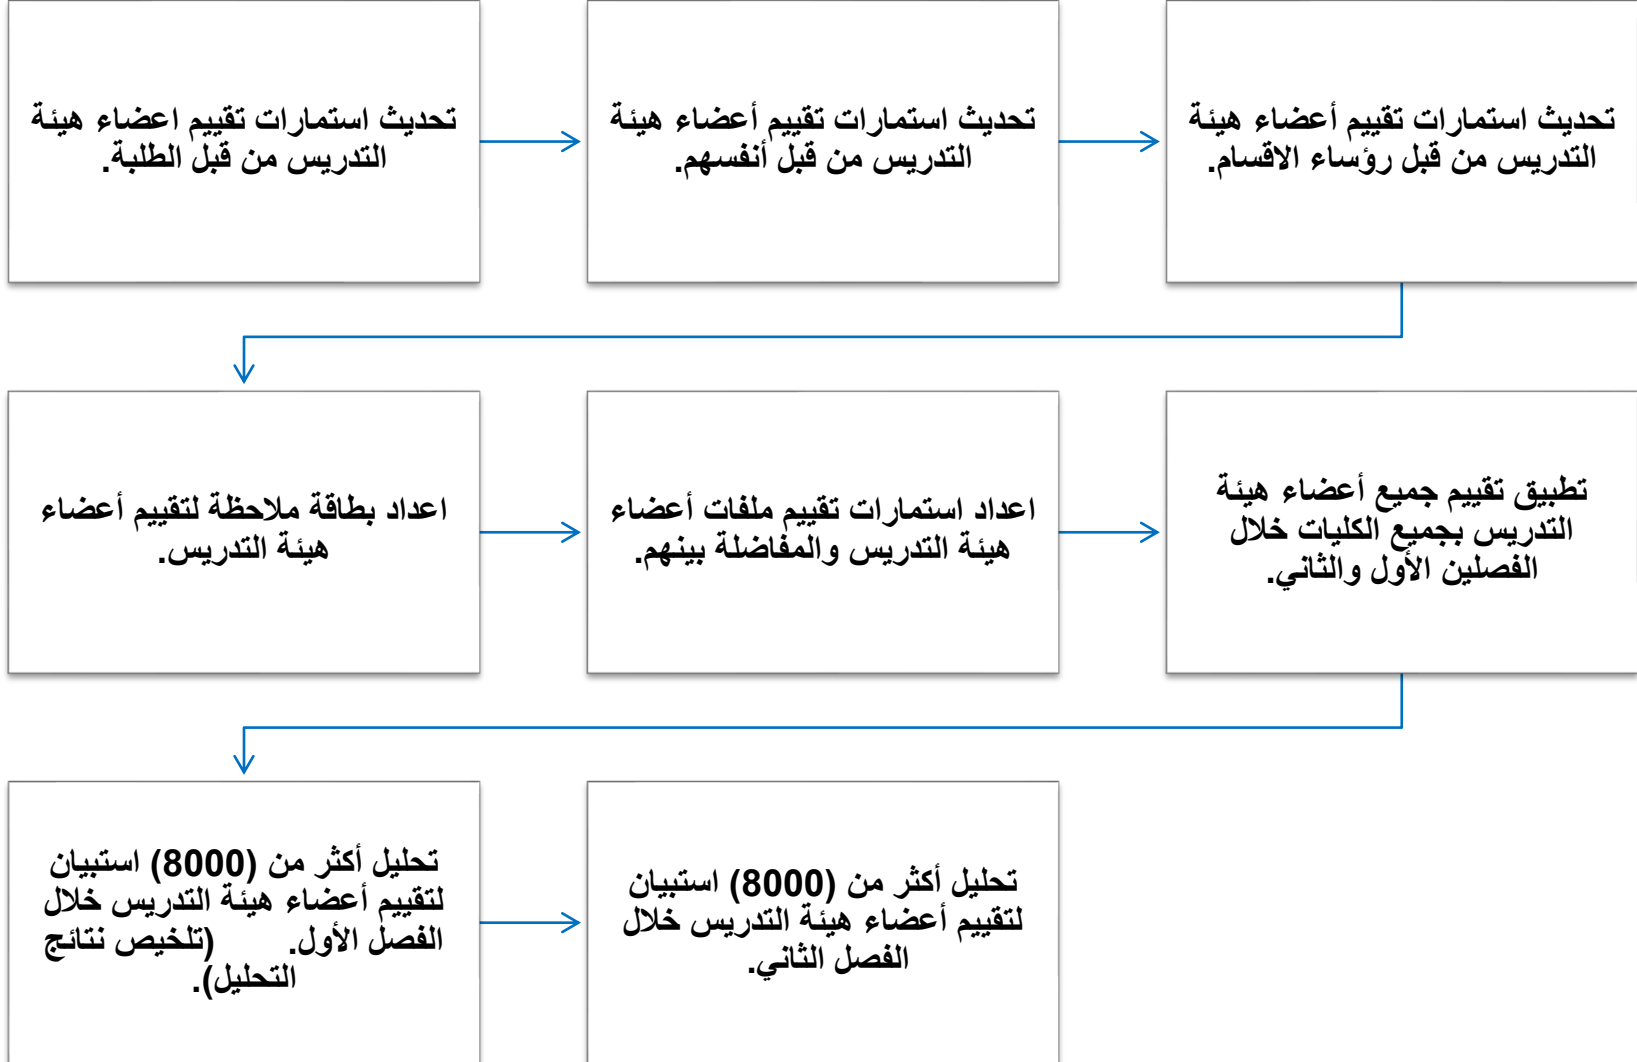 تحديث استمارات تقييم اعضاء هيئة
التدريس من قبل الطلبة.
تحديث استمارات تقييم أعضاء هيئة
التدريس من قبل أنفسهم.
تحديث استمارات تقييم أعضاء هيئة
التدريس من قبل رؤساء الاقسام.
اعداد بطاقة ملاحظة لتقييم أعضاء
هيئة التدريس.
اعداد استمارات تقييم ملفات أعضاء
هيئة التدريس والمفاضلة بينهم.
تطبيق تقييم جميع أعضاء هيئة
التدريس بجميع الكليات خلال
الفصلين الأول والثاني.
تحليل أكثر من (8000) استبيان
لتقييم أعضاء هيئة التدريس خلال
الفصل الأول. (تلخيص نتائج
التحليل).
تحليل أكثر من (8000) استبيان
لتقييم أعضاء هيئة التدريس خلال
الفصل الثاني.